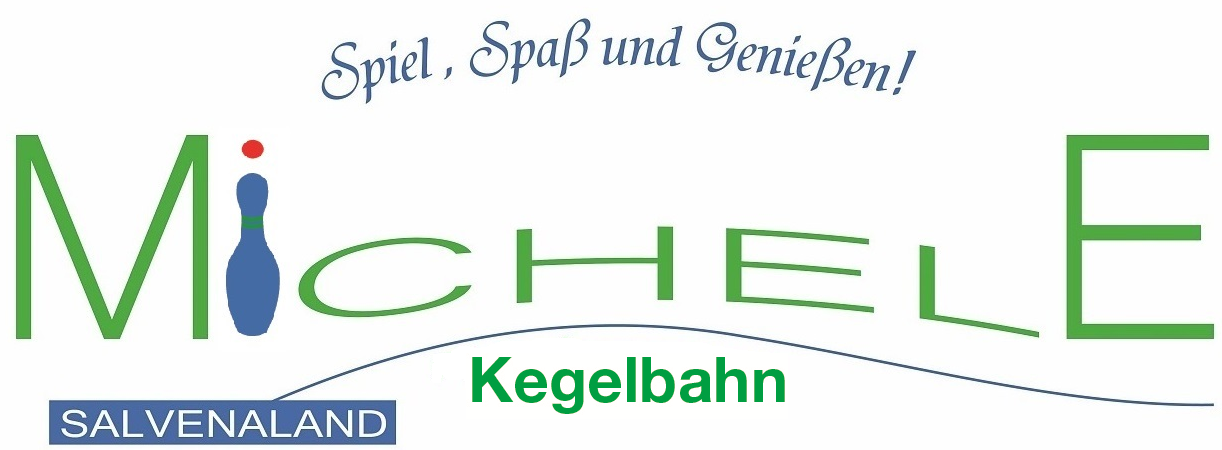 Spiel, Spaß und Genießen!
MiCHELE
Kegelbahn
SALVENALAND